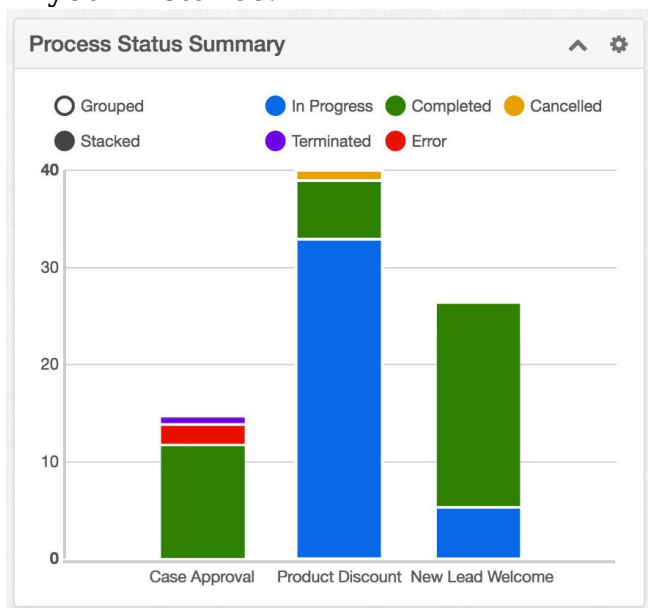 Process Status Summary
Grouped In Progress Completed Cancelled
Stacked Terminated Error
40
30
20
10
0
Case Approval Product Discount New Lead Welcome